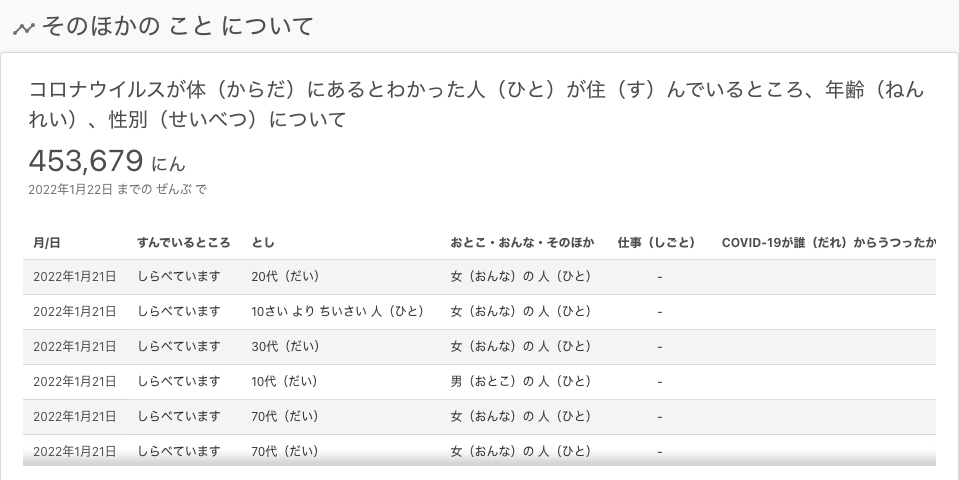 そのほかの こと について
コロナウイルスが体（からだ）にあるとわかった人（ひと）が住（す）んでいるところ、年齢（ねん
れい）、性別（せいべつ）について
453,679 にん
2022年1月22日 までの ぜんぶ で
月/日 すんでいるところ とし おとこ・おんな・そのほか 仕事（しごと） COVID-19が誰（だれ）からうつったか
2022年1月21日 しらべています 20代（だい） 女（おんな）の 人（ひと） -
2022年1月21日 しらべています 10さい より ちいさい 人（ひと） 女（おんな）の 人（ひと） -
2022年1月21日 しらべています 30代（だい） 女（おんな）の 人（ひと） -
2022年1月21日 しらべています 10代（だい） 男（おとこ）の 人（ひと） -
2022年1月21日 しらべています 70代（だい） 女（おんな）の 人（ひと） -
2022年1月21日 しらべています 70代（だい） 女（おんな）の 人（ひと） -